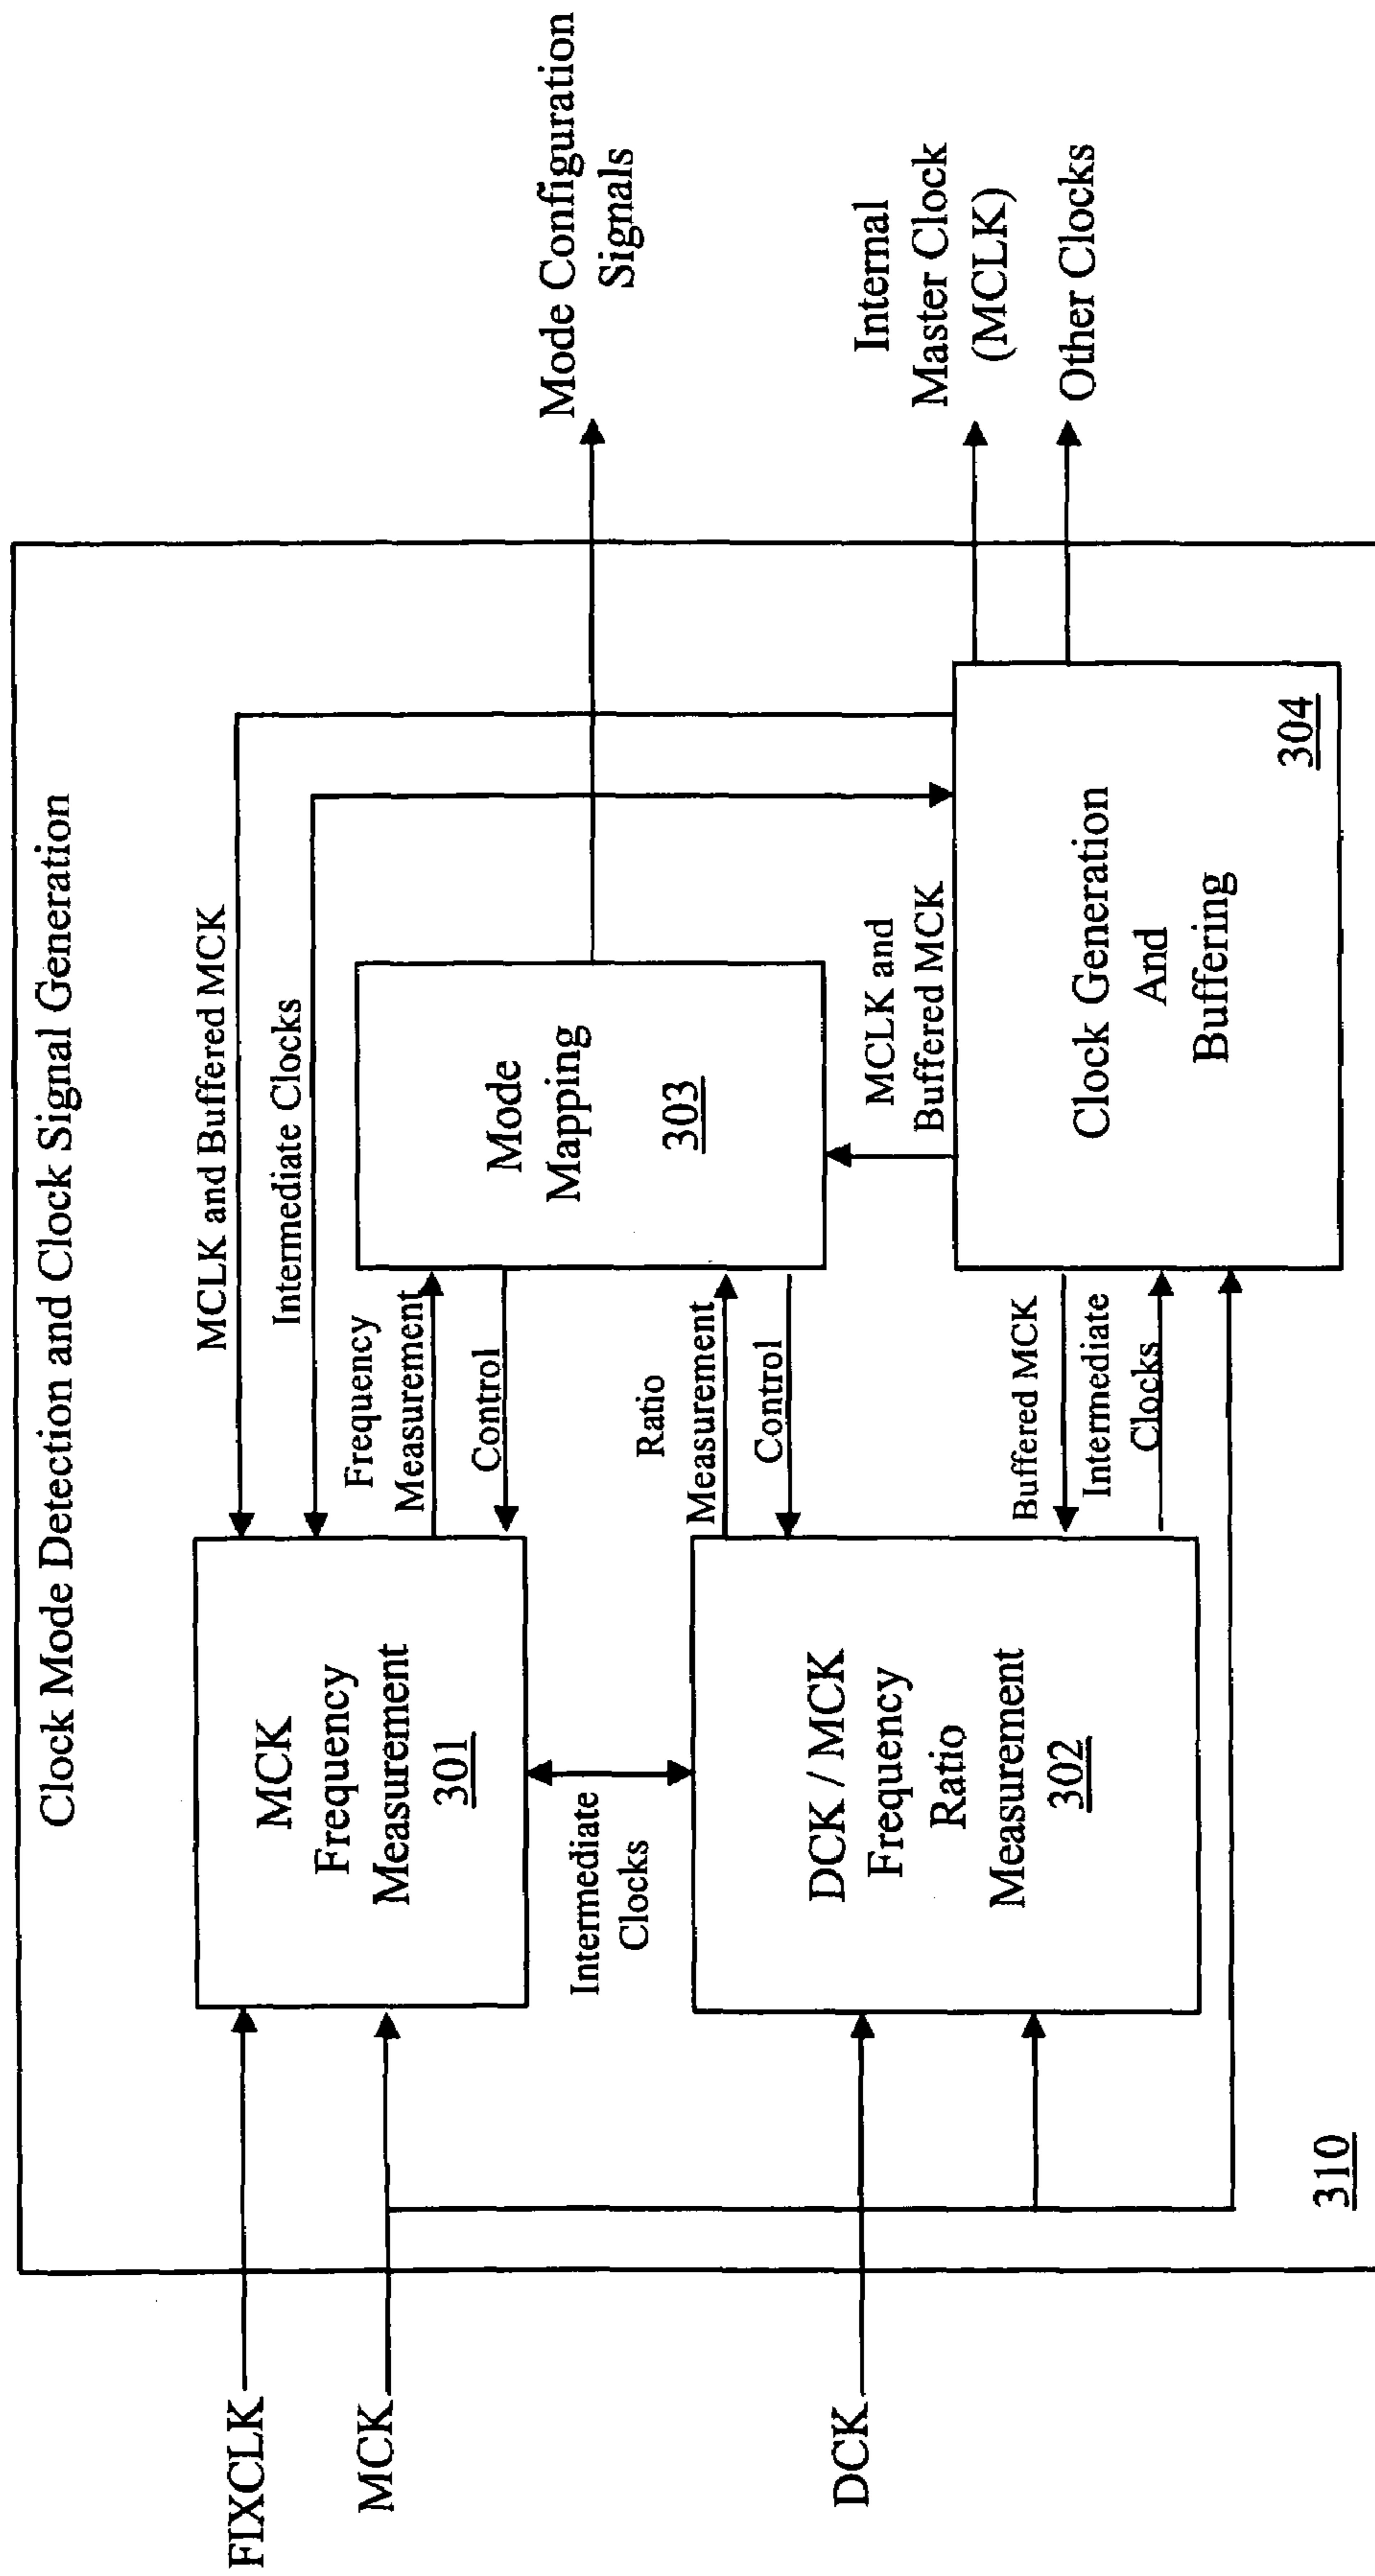 Clock Mode Detection and Clock Signal Generation
FIXCLK
MCK
DCK
MCK
Frequency
Measurement
301
Intermediate
Clocks
DCK / MCK
Frequency
Ratio
Measurement
302
MCLK and Buffered MCK
Intermediate Clocks
Frequency
Measurement
Control
Ratio
Measurement
Control
Buffered MCK
Intermediate
Clocks
Mode
Mapping
303
MCLK and
Buffered MCK
Clock Generation
And
Buffering
304
Mode Configuration
Signals
Internal
Master Clock
(MCLK)
Other Clocks
310